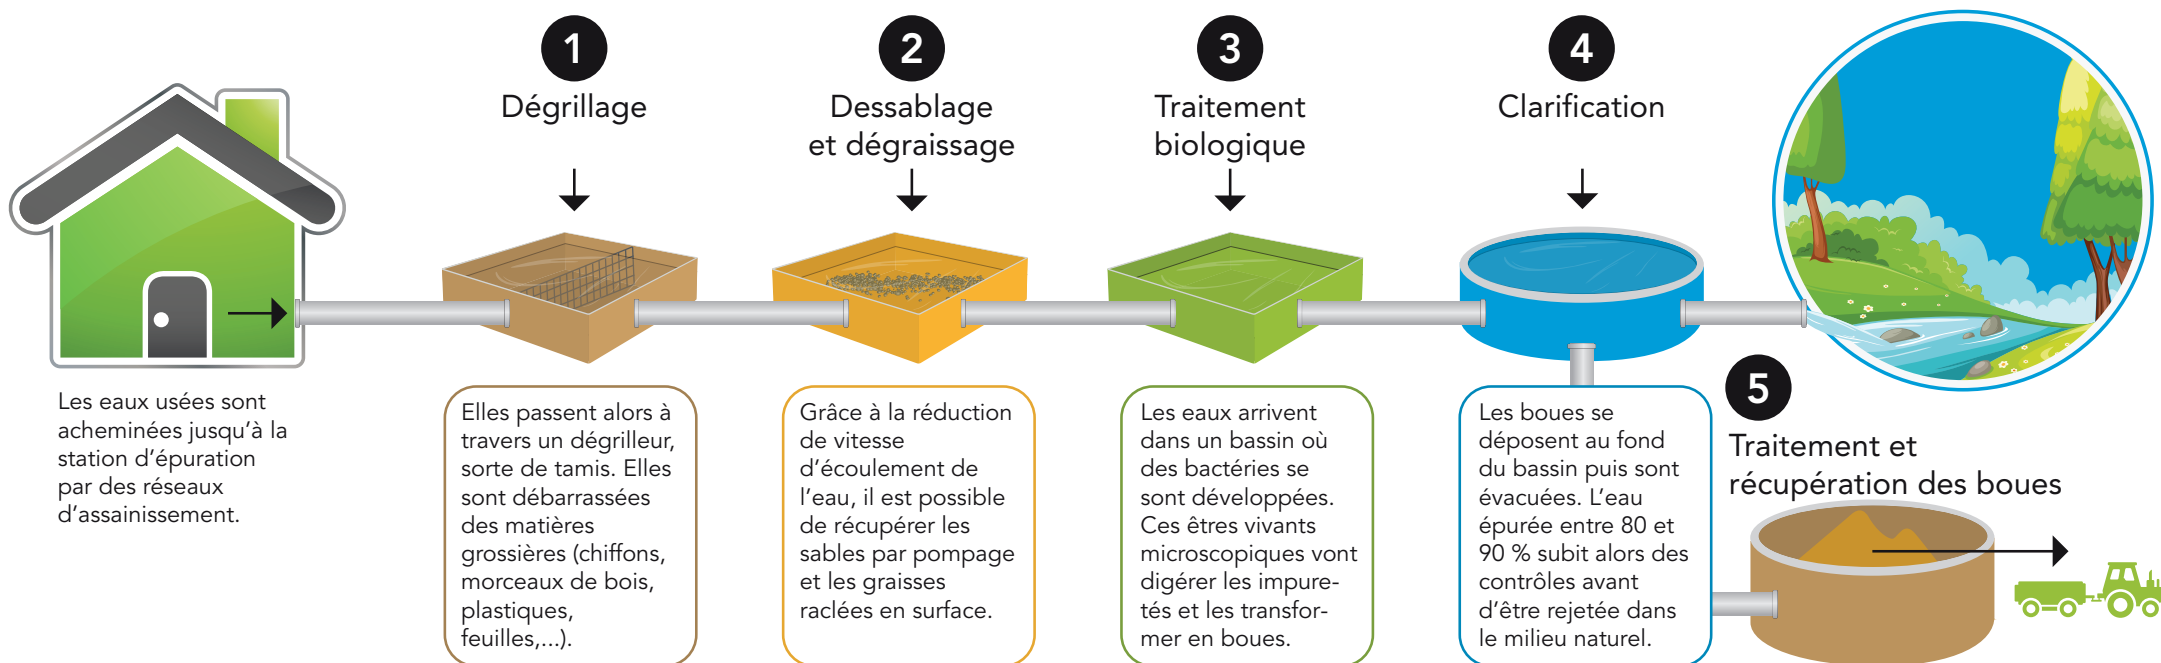 Les eaux usées sont
acheminées jusqu’à la
station d’épuration
par des réseaux
d’assainissement.
1
Dégrillage
Elles passent alors à
travers un dégrilleur,
sorte de tamis. Elles
sont débarrassées
des matières
grossières (chiffons,
morceaux de bois,
plastiques,
feuilles,...).
2
Dessablage
et dégraissage
Grâce à la réduction
de vitesse
d’écoulement de
l’eau, il est possible
de récupérer les
sables par pompage
et les graisses
raclées en surface.
3
Traitement
biologique
Les eaux arrivent
dans un bassin où
des bactéries se
sont développées.
Ces êtres vivants
microscopiques vont
digérer les impure-
tés et les transfor-
mer en boues.
4
Clarification
Les boues se
déposent au fond
du bassin puis sont
évacuées. L’eau
épurée entre 80 et
90 % subit alors des
contrôles avant
d’être rejetée dans
le milieu naturel.
5
Traitement et
récupération des boues